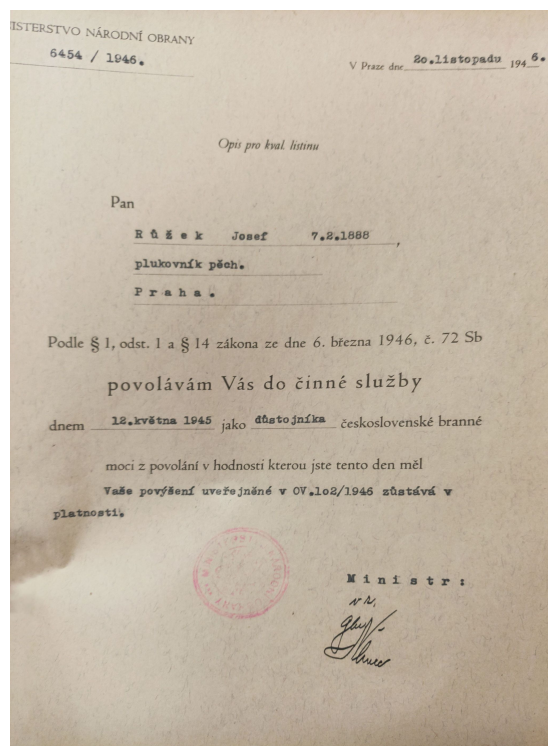 ISTERSTVO NÁRODNÍ OBRANY
6454 / 1946.
V Praze dne 20.listopadu 1946.
Opis pro kval. listinu
Pan
Růžek Josef 7.2.1888,
plukovník pěch.
Praha.
Podle § 1, odst. 1 a § 14 zákona ze dne 6. března 1946, č. 72 Sb
povolávám Vás do činné služby
dnem 12.května 1945 jako důstojníka československé branné
moci z povolání v hodnosti kterou jste tento den měl
Vaše povýšení uveřejněné v OV.lo2/1946 zůstává v
platnosti.
Ministr:
v.r.